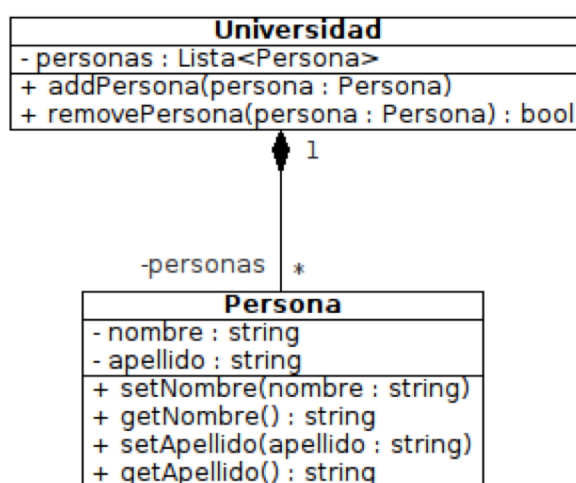 Universidad
- personas : Lista<Persona>
+ addPersona(persona : Persona)
+ removePersona(persona : Persona) : bool
1
-personas *
Persona
- nombre : string
- apellido : string
+ setNombre(nombre : string)
+ getNombre() : string
+ setApellido(apellido : string)
+ getApellido() : string